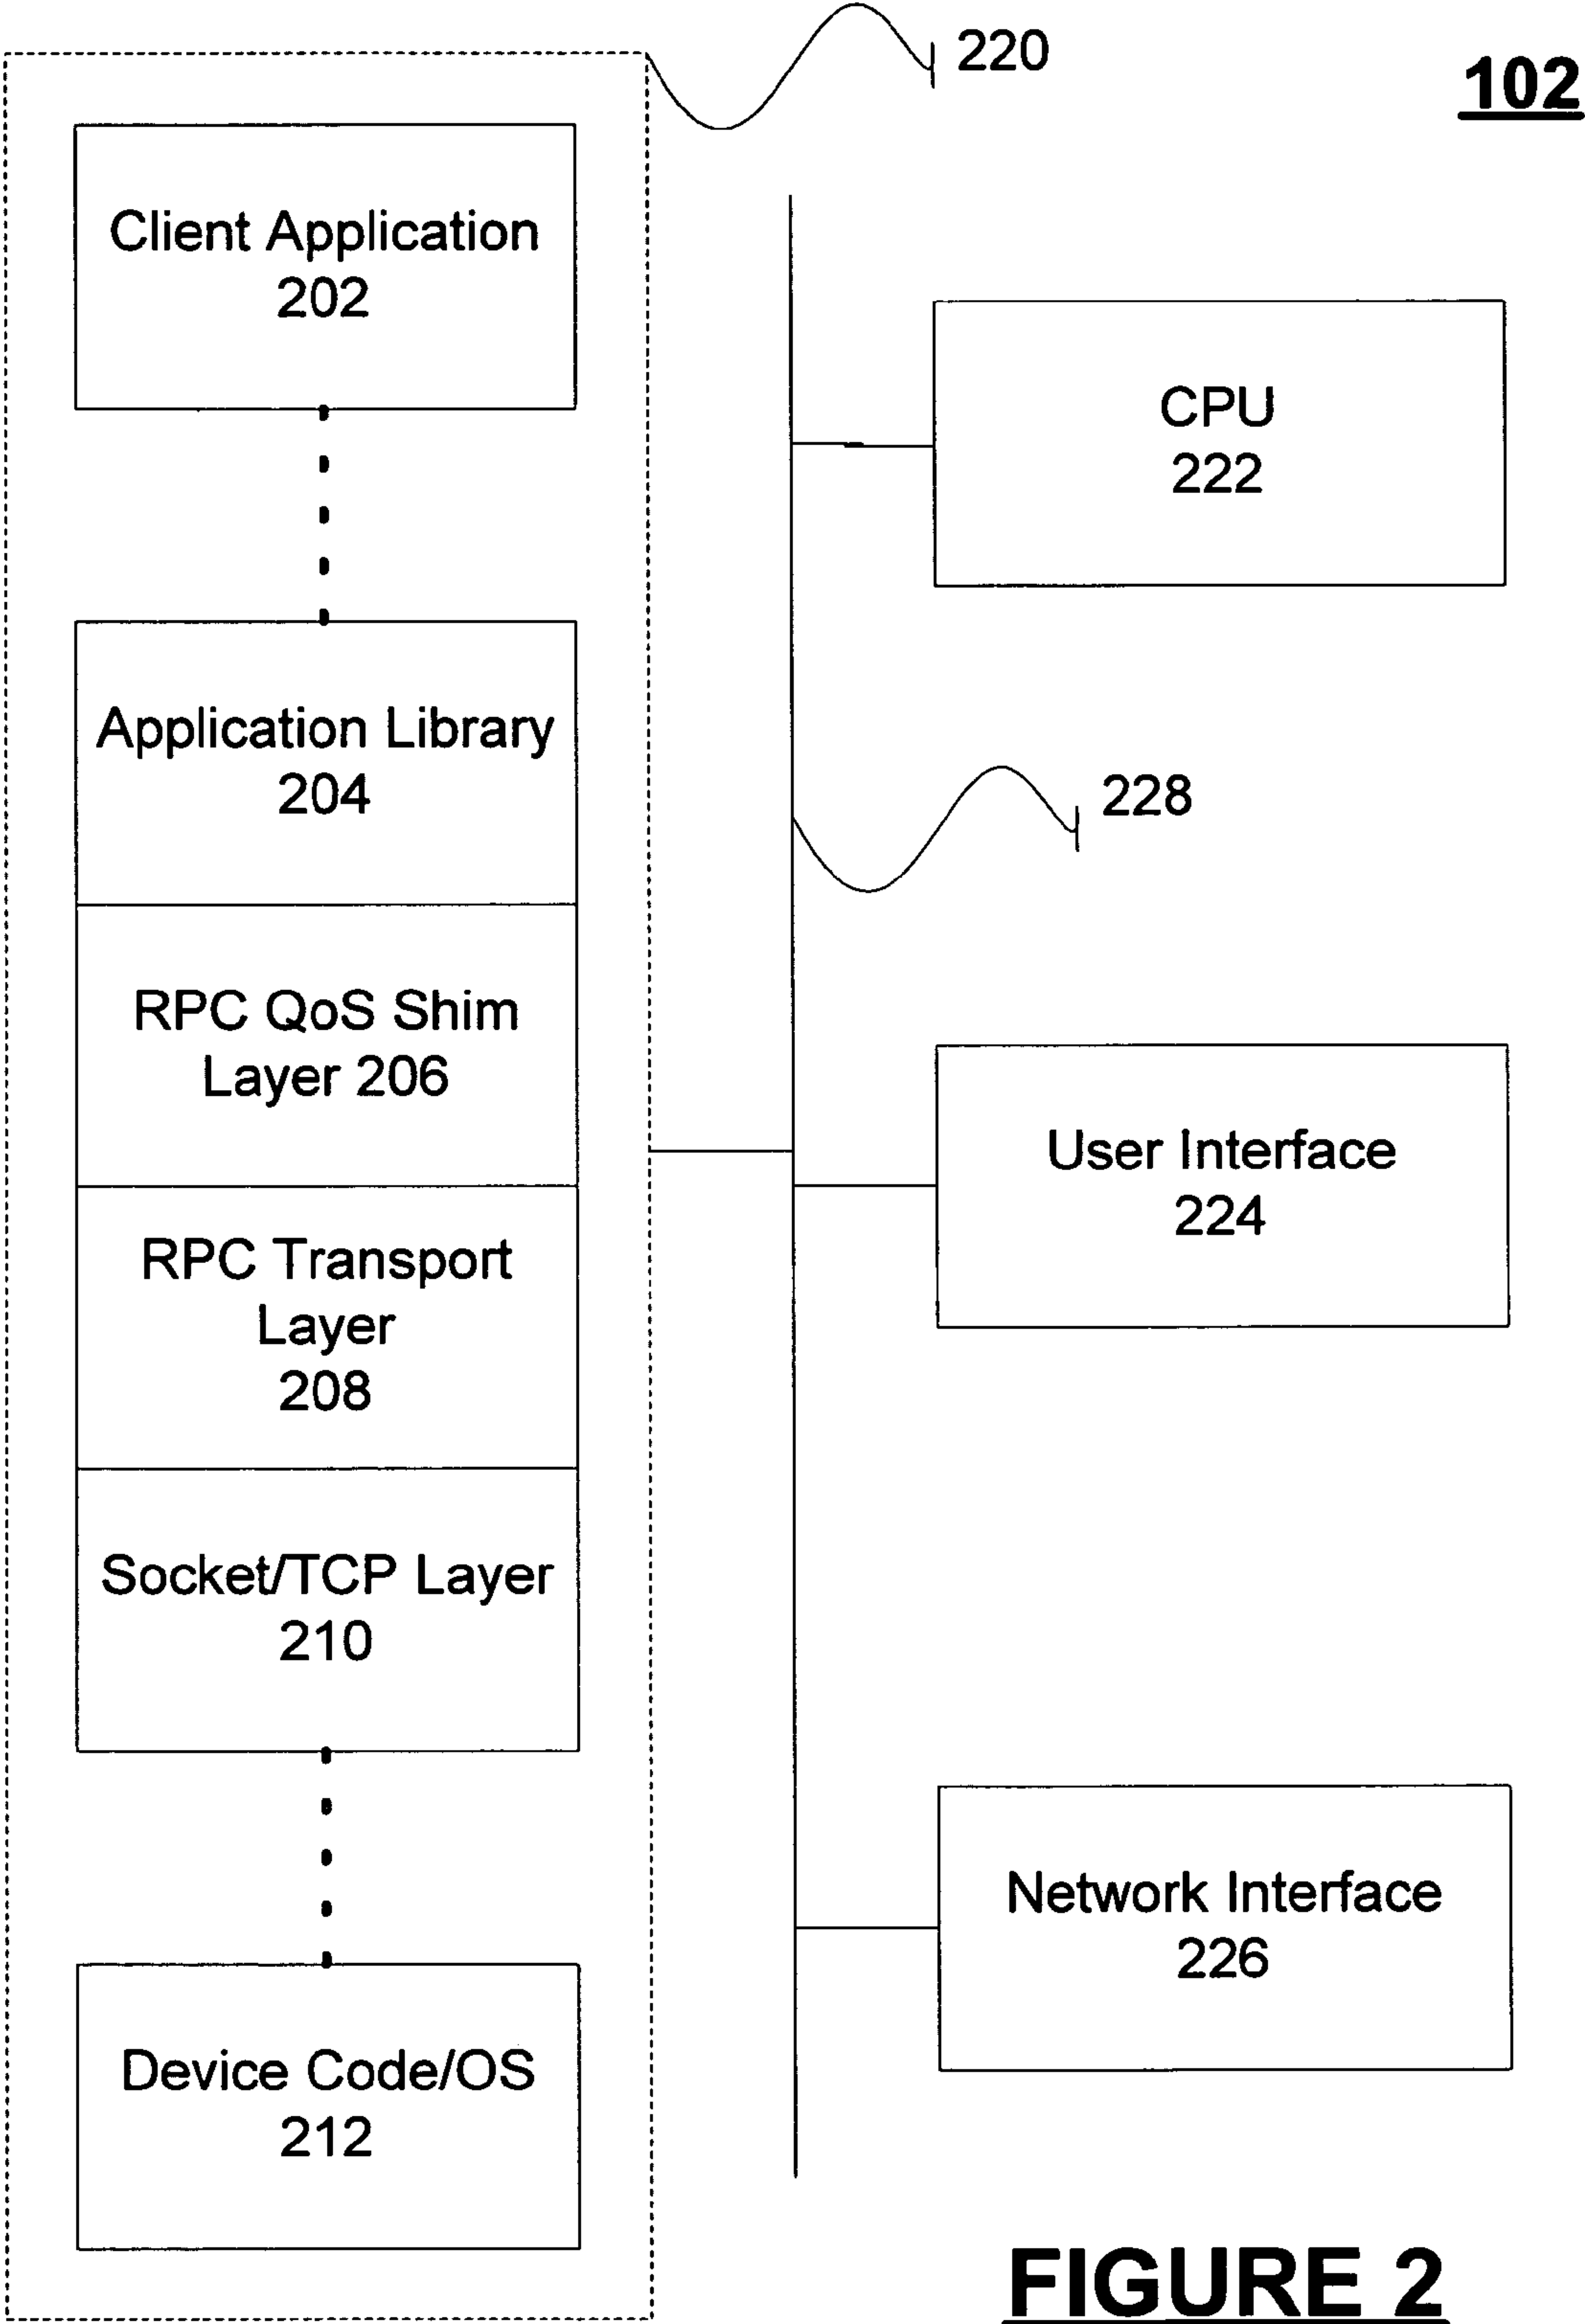 220
102
Client Application
202
CPU
222
Application Library
204
228
RPC QoS Shim
Layer 206
User Interface
224
RPC Transport
Layer
208
Socket/TCP Layer
210
Network Interface
226
Device Code/OS
212
FIGURE 2